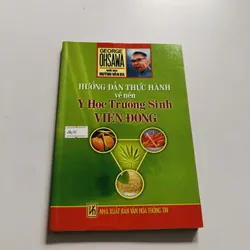 GEORGE
OHSAWA
HƯỚNG DẪN THỰC HÀNH
về nền
Y Học Trường Sinh
VIỄN ĐÔNG
NHÀ XUẤT BẢN VĂN HÓA THÔNG TIN